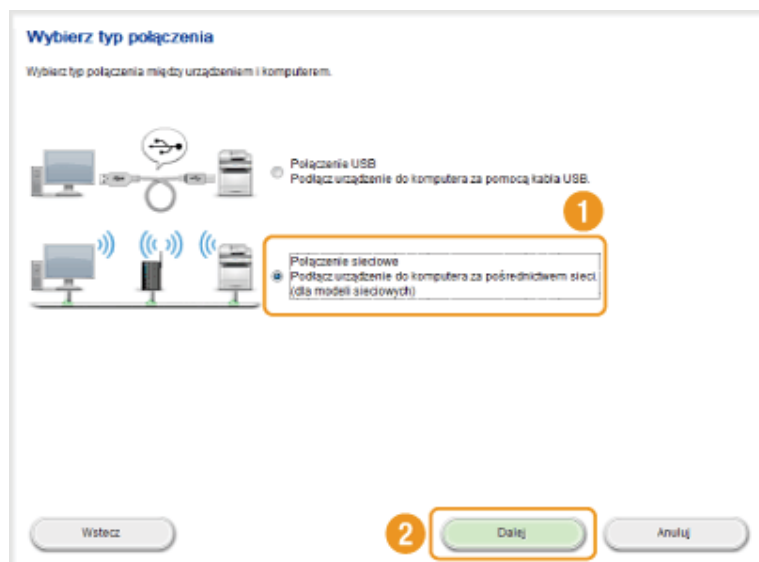 Wybierz typ połączenia
Wybierz typ połączenia między urządzeniem i komputerem.
Połączenie USB
Podłącz urządzenie do komputera za pomocą kabla USB.
1
Połączenie sieciowe
Podłącz urządzenie do komputera za pośrednictwem sieci.
(dla modeli sieciowych)
Wstecz
2
Dalej
Anuluj